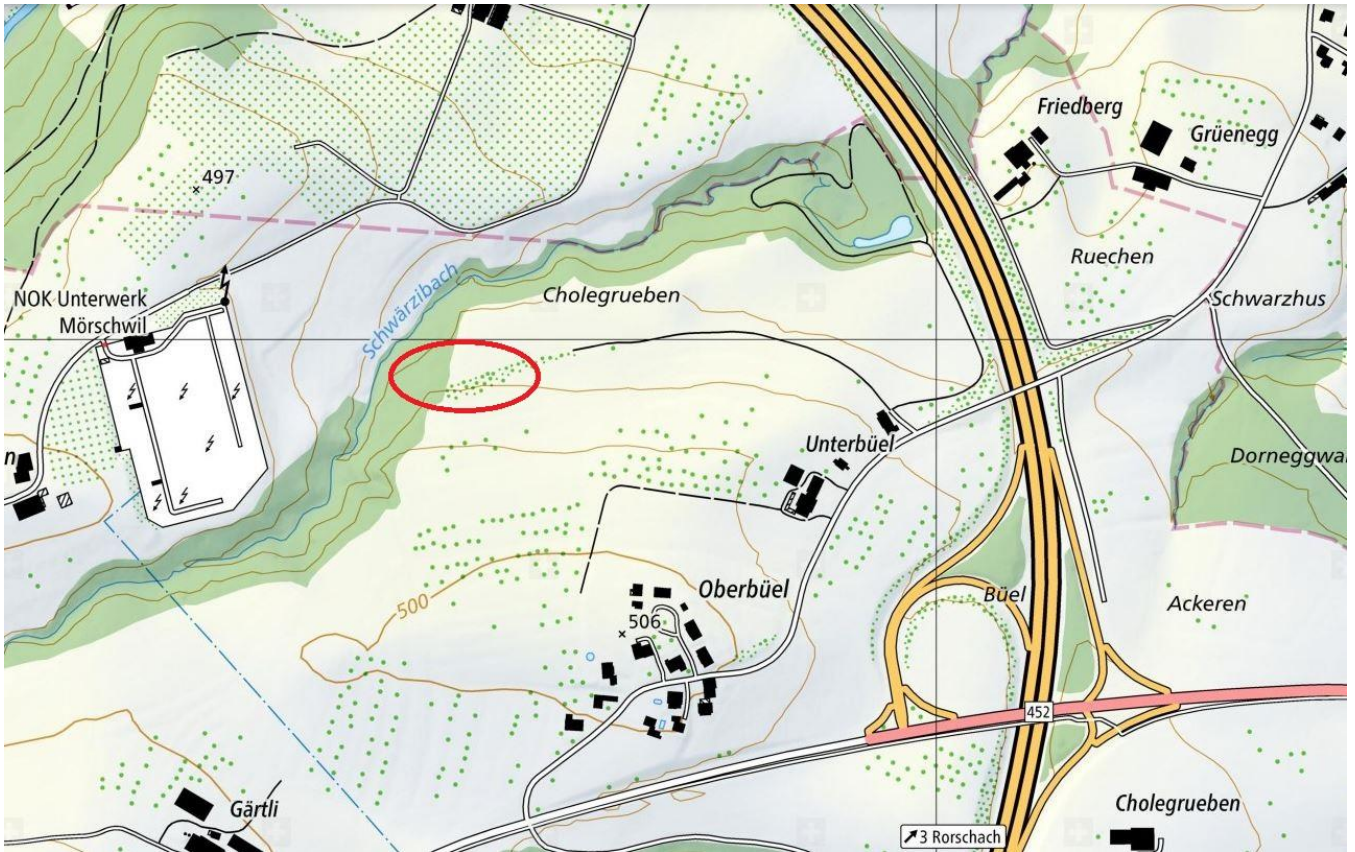 Friedberg
Grüenegg
497
Ruechen
Schwärzibach
Cholegrueben
NOK Unterwerk
Mörschwil
Schwarzhus
Unterbüel
Dorneggwa
n
Oberbüel
500
506
Büel
Ackeren
452
Gärtli
Cholegrueben
3 Rorschach